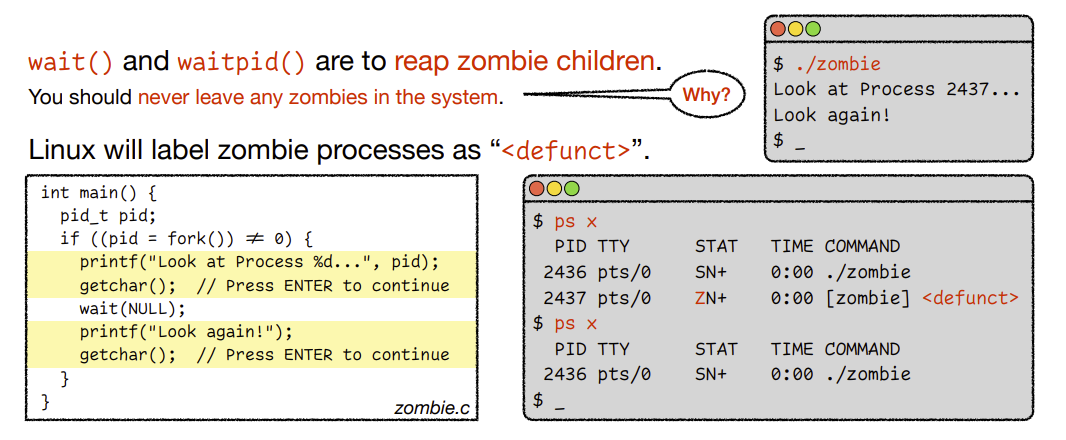 wait() and waitpid() are to reap zombie children.
You should never leave any zombies in the system.
Why?
Linux will label zombie processes as “<defunct>”.
$ ./zombie
Look at Process 2437...
Look again!
$ _
int main() {
  pid_t pid;
  if ((pid = fork()) ≠ 0) {
    printf("Look at Process %d...", pid);
    getchar();  // Press ENTER to continue
    wait(NULL);
    printf("Look again!");
    getchar();  // Press ENTER to continue
  }
}
zombie.c
$ ps x
  PID TTY      STAT   TIME COMMAND
 2436 pts/0    SN+    0:00 ./zombie
 2437 pts/0    ZN+    0:00 [zombie] <defunct>
$ ps x
  PID TTY      STAT   TIME COMMAND
 2436 pts/0    SN+    0:00 ./zombie
$ _